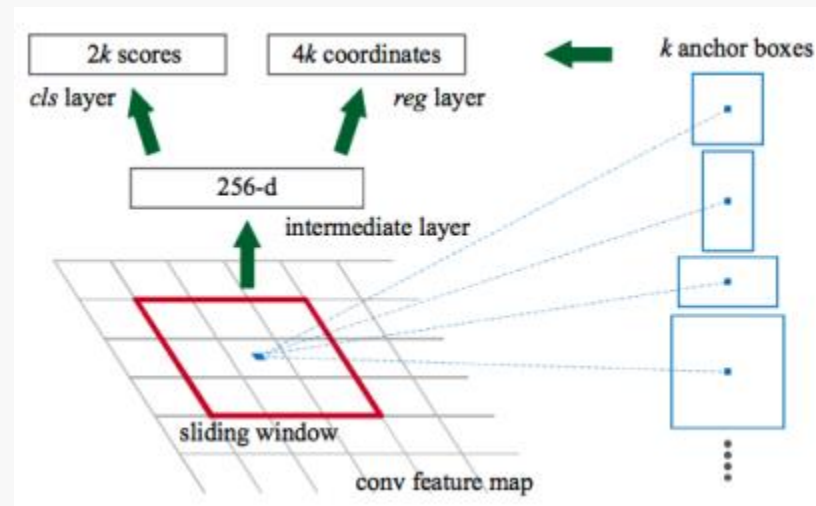 2k scores
4k coordinates
k anchor boxes
cls layer
reg layer
256-d
intermediate layer
sliding window
conv feature map